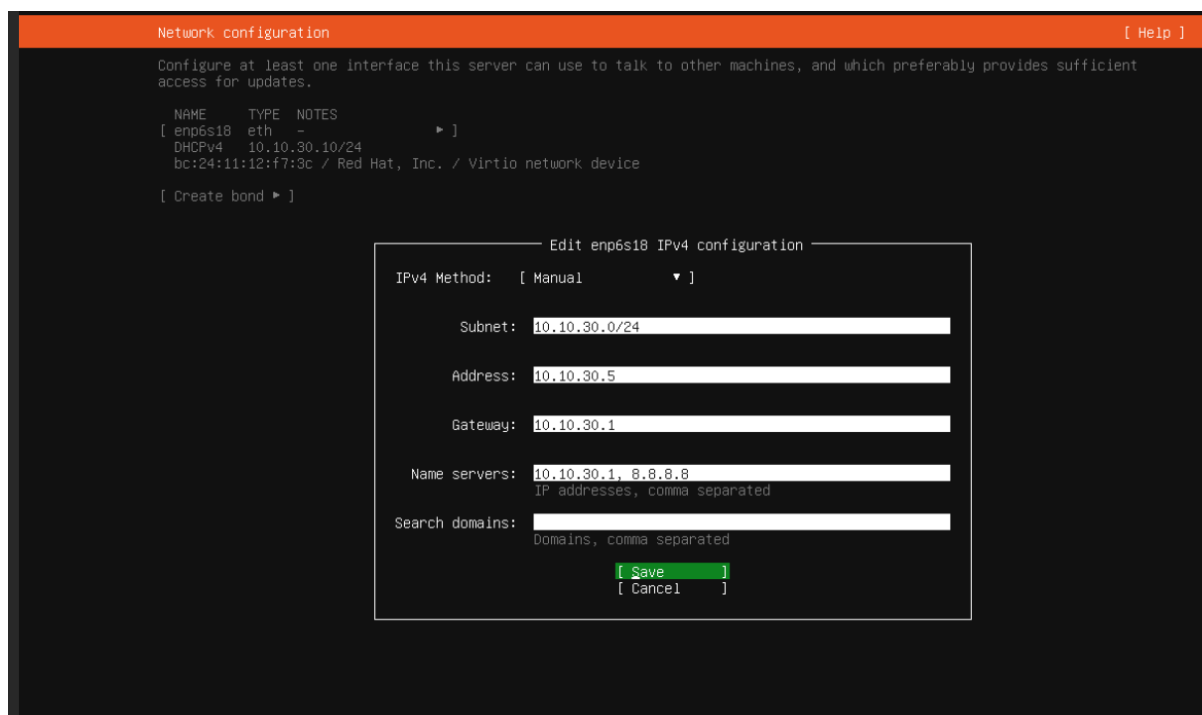 Network configuration [ Help ]
Configure at least one interface this server can use to talk to other machines, and which preferably provides sufficient
access for updates.
NAME TYPE NOTES
[ enp6s18 eth - ▸ ]
DHCPv4 10.10.30.10/24
bc:24:11:12:f7:3c / Red Hat, Inc. / Virtio network device
[ Create bond ▸ ]
Edit enp6s18 IPv4 configuration
IPv4 Method: [ Manual ▾ ]
Subnet: 10.10.30.0/24
Address: 10.10.30.5
Gateway: 10.10.30.1
Name servers: 10.10.30.1, 8.8.8.8
IP addresses, comma separated
Search domains:
Domains, comma separated
[ Save ]
[ Cancel ]